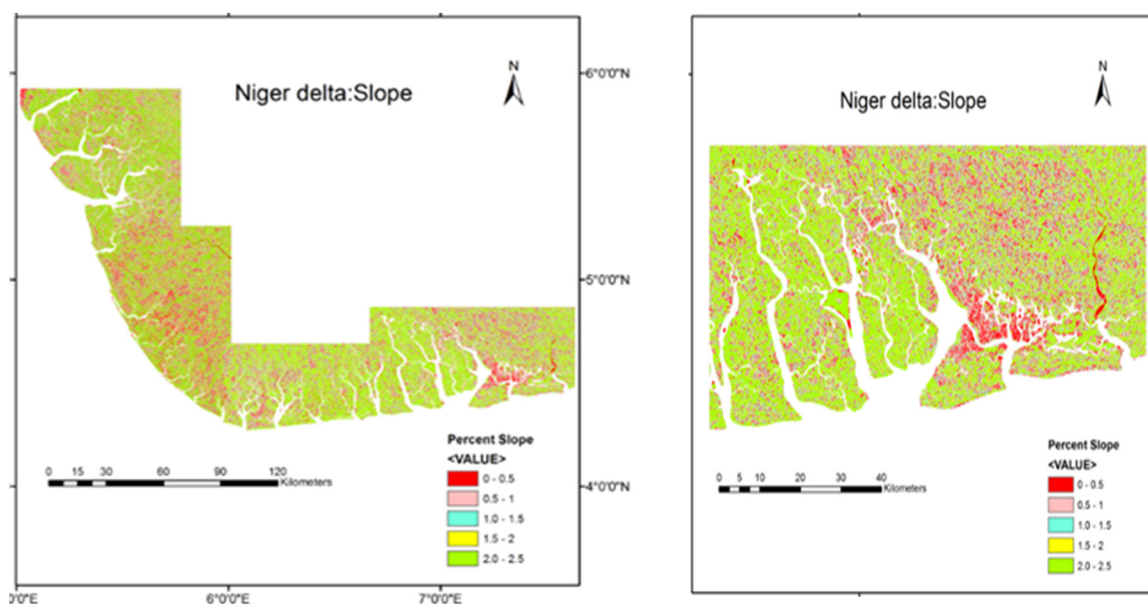 N
Niger delta:Slope
6°0'0"N
5°0'0"N
4°0'0"N
Percent Slope
<VALUE>
0 - 0.5
0.5 - 1
1.0 - 1.5
1.5 - 2
2.0 - 2.5
0 15 30 60 90 120
Kilometers
0'0"E 6°0'0"E 7°0'0"E
N
Niger delta:Slope
Percent Slope
<VALUE>
0 - 0.5
0.5 - 1
1.0 - 1.5
1.5 - 2
2.0 - 2.5
0 5 10 20 30 40
Kilometers